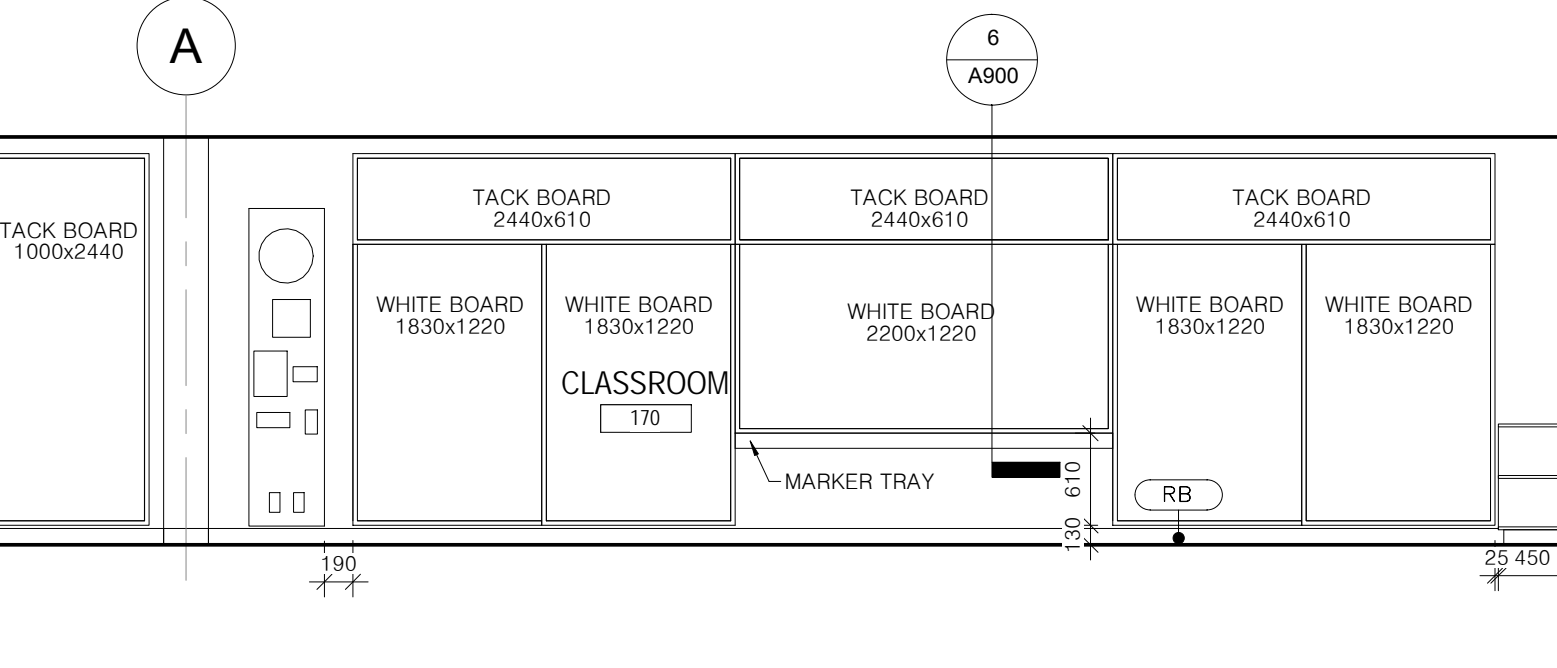 A
6
A900
TACK BOARD
1000x2440
TACK BOARD
2440x610
TACK BOARD
2440x610
TACK BOARD
2440x610
WHITE BOARD
1830x1220
WHITE BOARD
1830x1220
WHITE BOARD
2200x1220
WHITE BOARD
1830x1220
WHITE BOARD
1830x1220
CLASSROOM
170
MARKER TRAY
610
RB
130
190
25 450